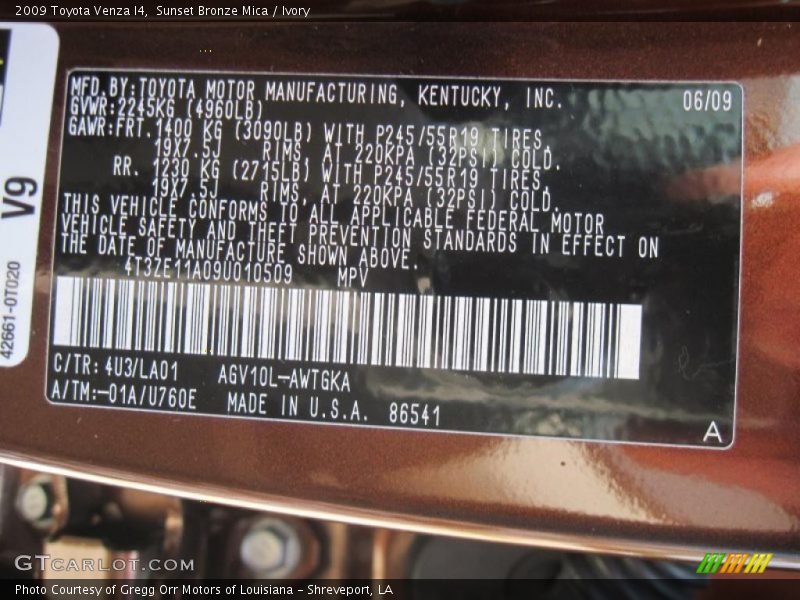 2009 Toyota Venza I4, Sunset Bronze Mica / Ivory
MFD.BY:TOYOTA MOTOR MANUFACTURING, KENTUCKY, INC. 06/09
GVWR:2245KG (4960LB)
GAWR:FRT.1400 KG (3090LB) WITH P245/55R19 TIRES,
19X7.5J RIMS, AT 220KPA (32PSI) COLD.
RR. 1230 KG (2715LB) WITH P245/55R19 TIRES,
19X7.5J RIMS, AT 220KPA (32PSI) COLD.
THIS VEHICLE CONFORMS TO ALL APPLICABLE FEDERAL MOTOR
VEHICLE SAFETY AND THEFT PREVENTION STANDARDS IN EFFECT ON
THE DATE OF MANUFACTURE SHOWN ABOVE.
4T3ZE11A09U010509 MPV
C/TR: 4U3/LA01 AGV10L-AWTGKA
A/TM:-01A/U760E MADE IN U.S.A. 86541
A
V9
42661-0T020
GTCARLOT.COM
Photo Courtesy of Gregg Orr Motors of Louisiana - Shreveport, LA